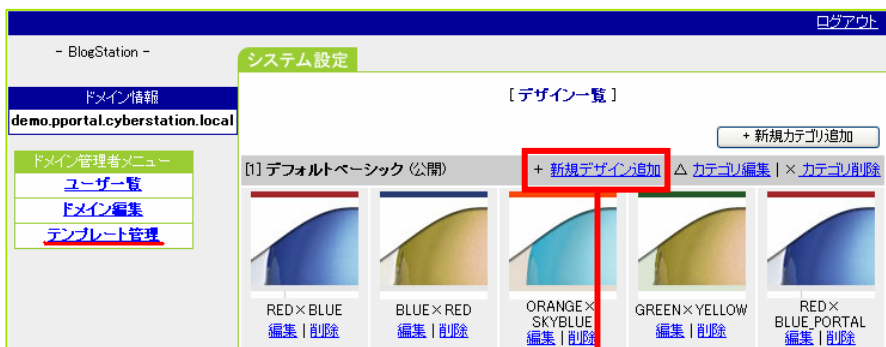 ログアウト
- BlogStation -
システム設定
ドメイン情報
[ デザイン一覧 ]
demo.pportal.cyberstation.local
+ 新規カテゴリ追加
ドメイン管理者メニュー
[1] デフォルトベーシック (公開)
+ 新規デザイン追加 △ カテゴリ編集 | × カテゴリ削除
ユーザ一覧
ドメイン編集
テンプレート管理
RED×BLUE
編集 | 削除
BLUE×RED
編集 | 削除
ORANGE×
SKYBLUE
編集 | 削除
GREEN×YELLOW
編集 | 削除
RED×
BLUE_PORTAL
編集 | 削除